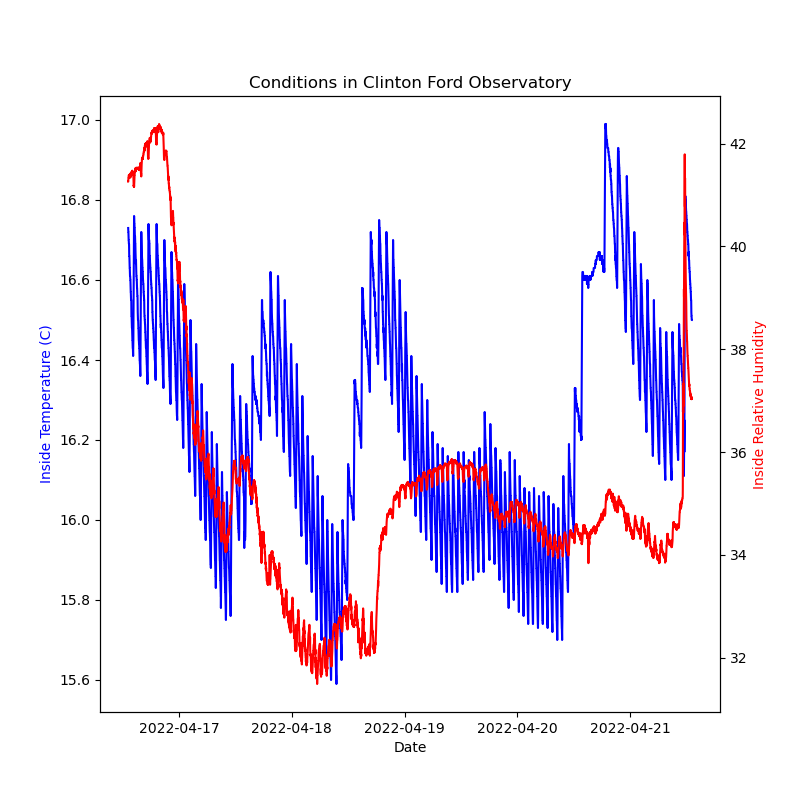 Conditions in Clinton Ford Observatory
17.0
16.8
16.6
16.4
16.2
16.0
15.8
15.6
Inside Temperature (C)
42
40
38
36
34
32
Inside Relative Humidity
2022-04-17 2022-04-18 2022-04-19 2022-04-20 2022-04-21
Date